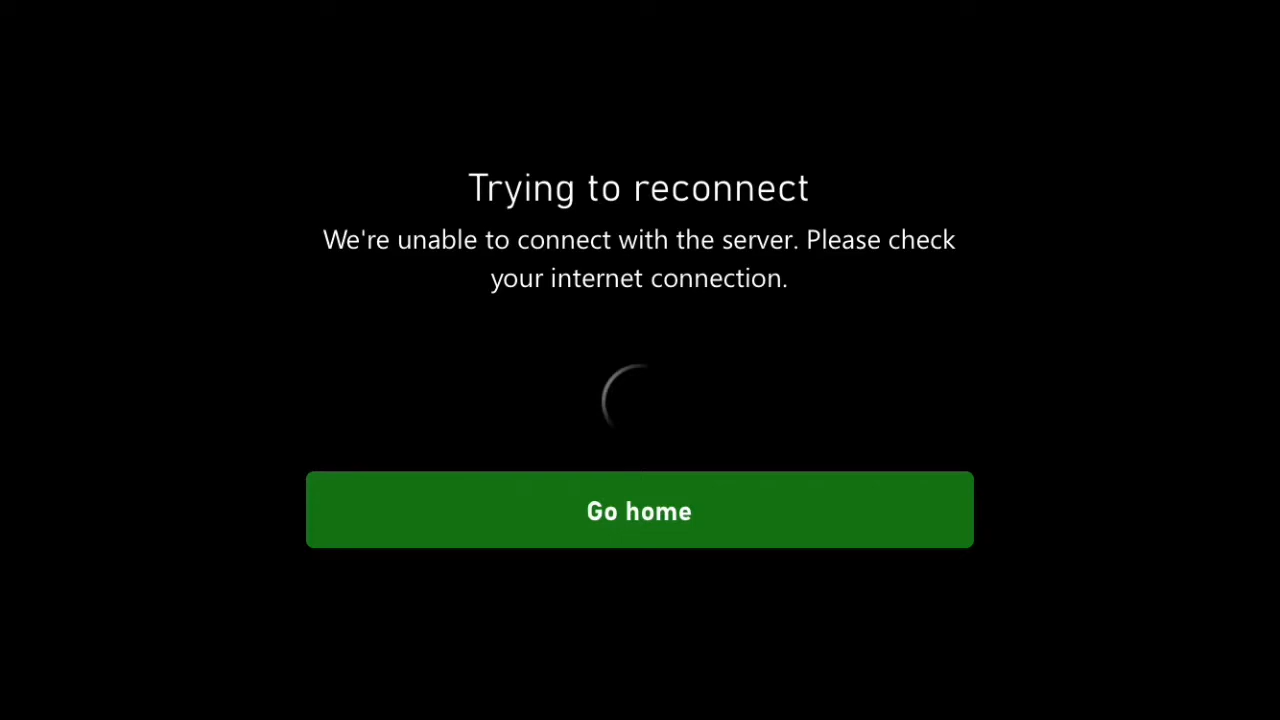 Trying to reconnect
We're unable to connect with the server. Please check
your internet connection.
Go home